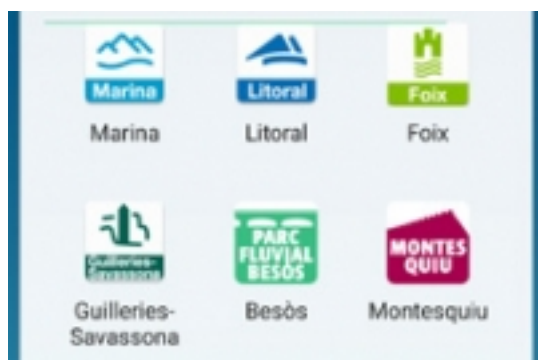 Marina
Litoral
Foix
Marina
Litoral
Foix
Guilleries-
Savassona
PARC
FLUVIAL
BESÒS
MONTES
QUIU
Guilleries-
Savassona
Besòs
Montesquiu